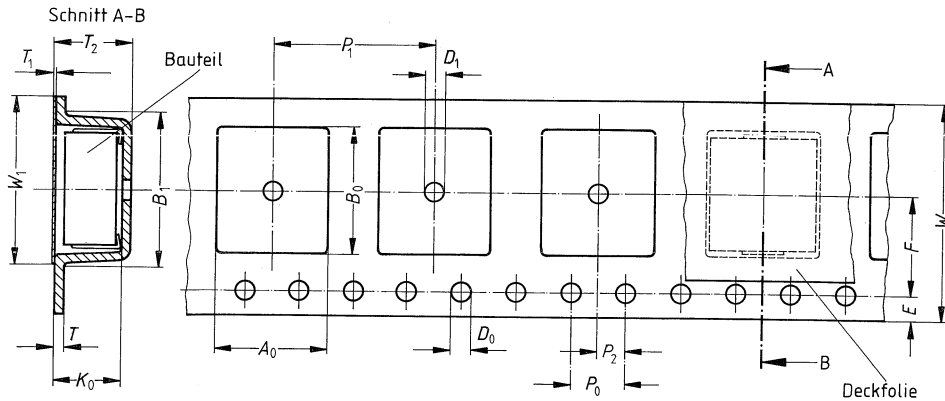 Schnitt A-B
T₂
T₁
Bauteil
P₁
D₁
A
W₁
B₁
B₀
W
F
E
T
K₀
A₀
D₀
P₂
P₀
B
Deckfolie